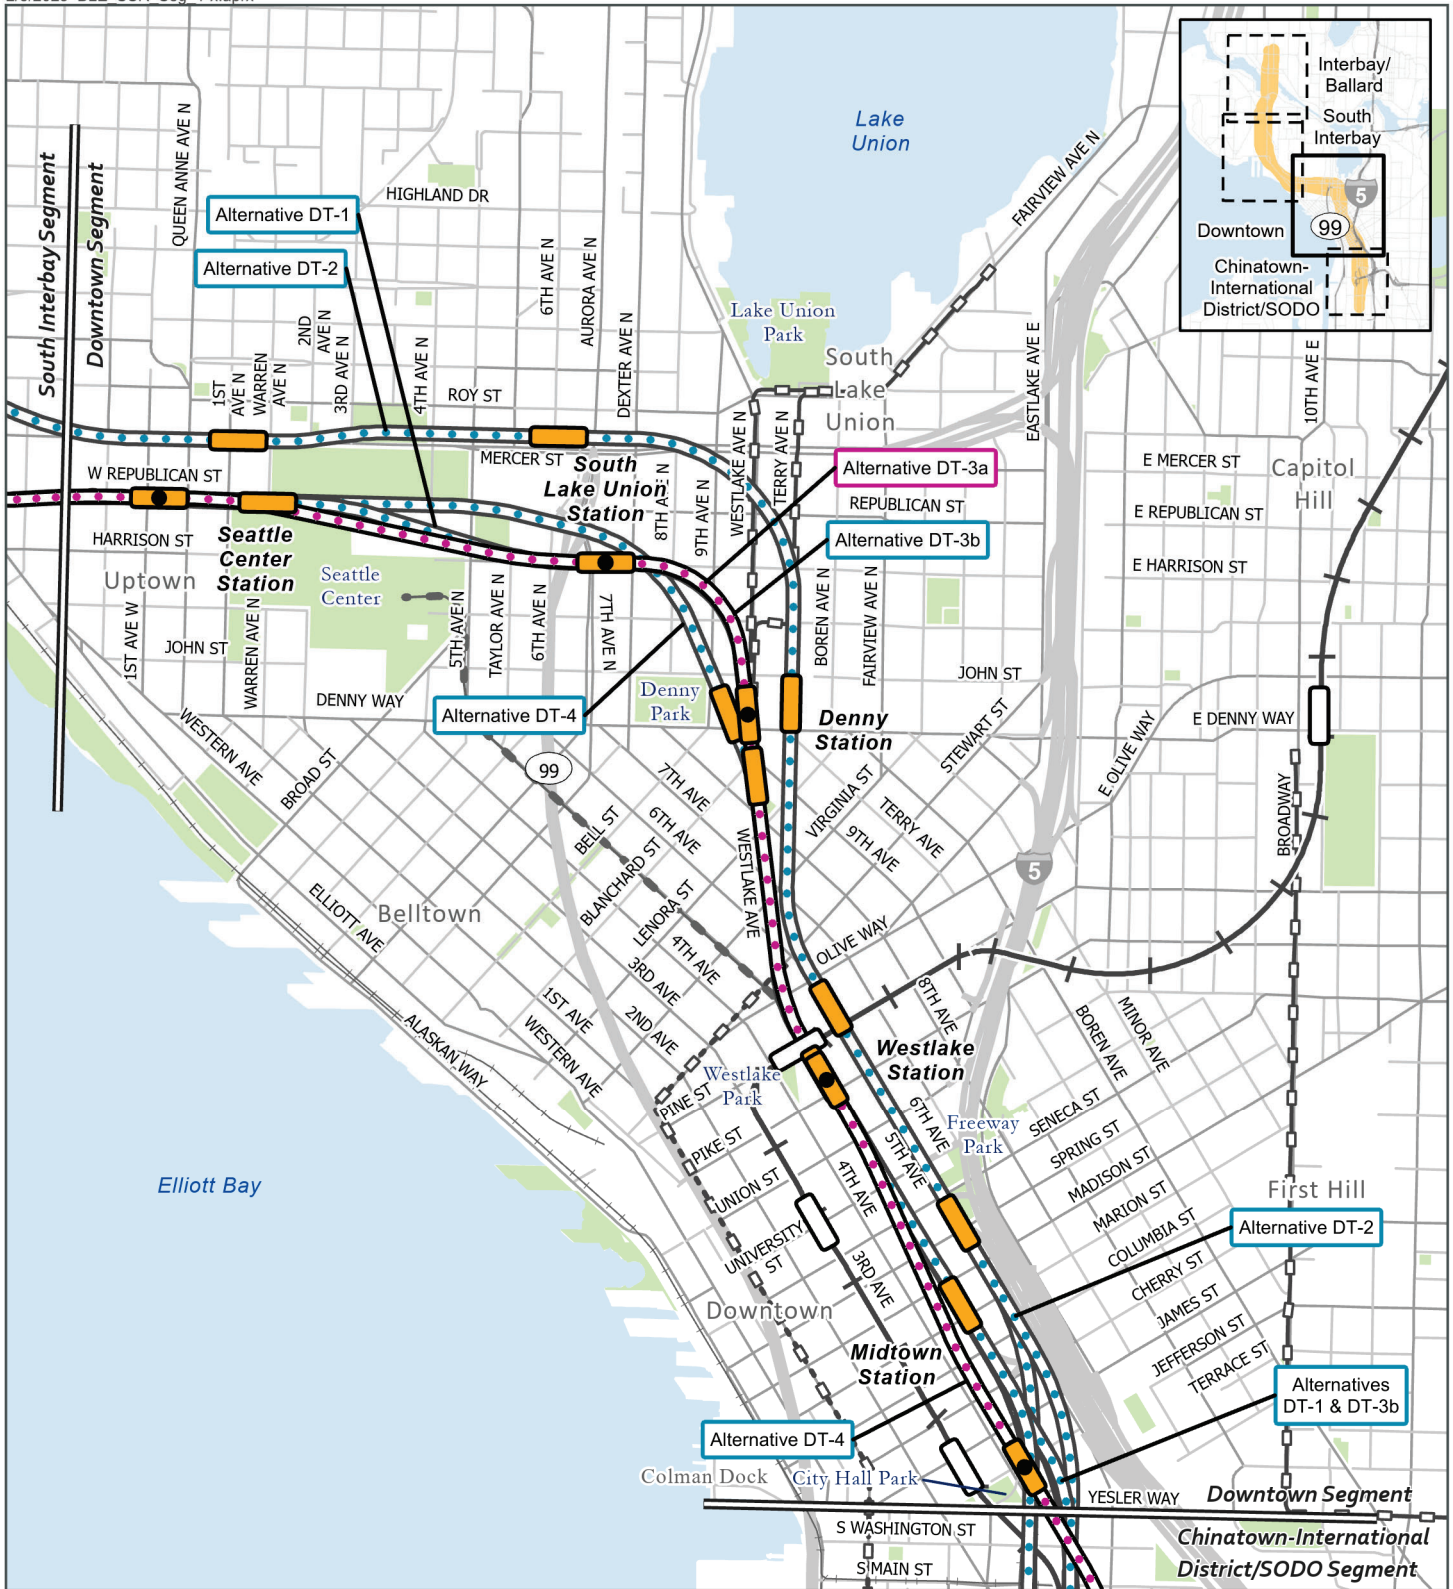 Interbay/
Ballard
South
Interbay
5
99
Downtown
Chinatown-
International
District/SODO
Lake
Union
FAIRVIEW AVE N
South Interbay Segment
Downtown Segment
QUEEN ANNE AVE N
HIGHLAND DR
Alternative DT-1
Alternative DT-2
6TH AVE N
AURORA AVE N
DEXTER AVE N
Lake Union
Park
South
Lake
Union
EASTLAKE AVE E
10TH AVE E
1ST
AVE N
WARREN
AVE N
2ND
AVE N
3RD AVE N
4TH AVE N
ROY ST
MERCER ST
W REPUBLICAN ST
South
Lake Union
Station
8TH AVE N
9TH AVE N
WESTLAKE AVE N
TERRY AVE N
Alternative DT-3a
REPUBLICAN ST
Alternative DT-3b
E MERCER ST
Capitol
Hill
E REPUBLICAN ST
E HARRISON ST
HARRISON ST
Seattle
Center
Station
Uptown
Seattle
Center
1ST AVE W
JOHN ST
WARREN AVE N
5TH AVE N
TAYLOR AVE N
6TH AVE N
7TH AVE N
BOREN AVE N
FAIRVIEW AVE N
JOHN ST
DENNY WAY
Alternative DT-4
Denny
Park
Denny
Station
STEWART ST
E DENNY WAY
E OLIVE WAY
WESTERN AVE
BROAD ST
99
7TH AVE
6TH AVE
VIRGINIA ST
TERRY AVE
9TH AVE
BROADWAY
5
BELL ST
BLANCHARD ST
LENORA ST
WESTLAKE AVE
ELLIOTT AVE
Belltown
4TH AVE
3RD AVE
2ND AVE
1ST AVE
WESTERN AVE
OLIVE WAY
8TH AVE
ALASKAN WAY
MINOR AVE
BOREN AVE
Westlake
Station
Westlake
Park
PINE ST
PIKE ST
UNION ST
UNIVERSITY
ST
6TH AVE
5TH AVE
4TH AVE
3RD AVE
Freeway
Park
SENECA ST
SPRING ST
MADISON ST
MARION ST
COLUMBIA ST
CHERRY ST
JAMES ST
JEFFERSON ST
TERRACE ST
First Hill
Alternative DT-2
Elliott Bay
Downtown
Midtown
Station
Alternatives
DT-1 & DT-3b
Alternative DT-4
Colman Dock
City Hall Park
YESLER WAY
Downtown Segment
S WASHINGTON ST
Chinatown-International
District/SODO Segment
S MAIN ST